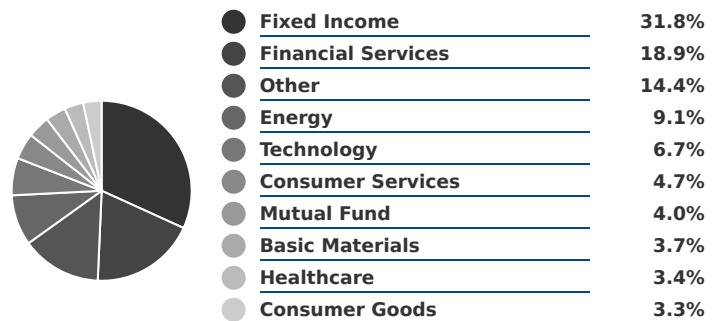 Fixed Income 31.8%
Financial Services 18.9%
Other 14.4%
Energy 9.1%
Technology 6.7%
Consumer Services 4.7%
Mutual Fund 4.0%
Basic Materials 3.7%
Healthcare 3.4%
Consumer Goods 3.3%